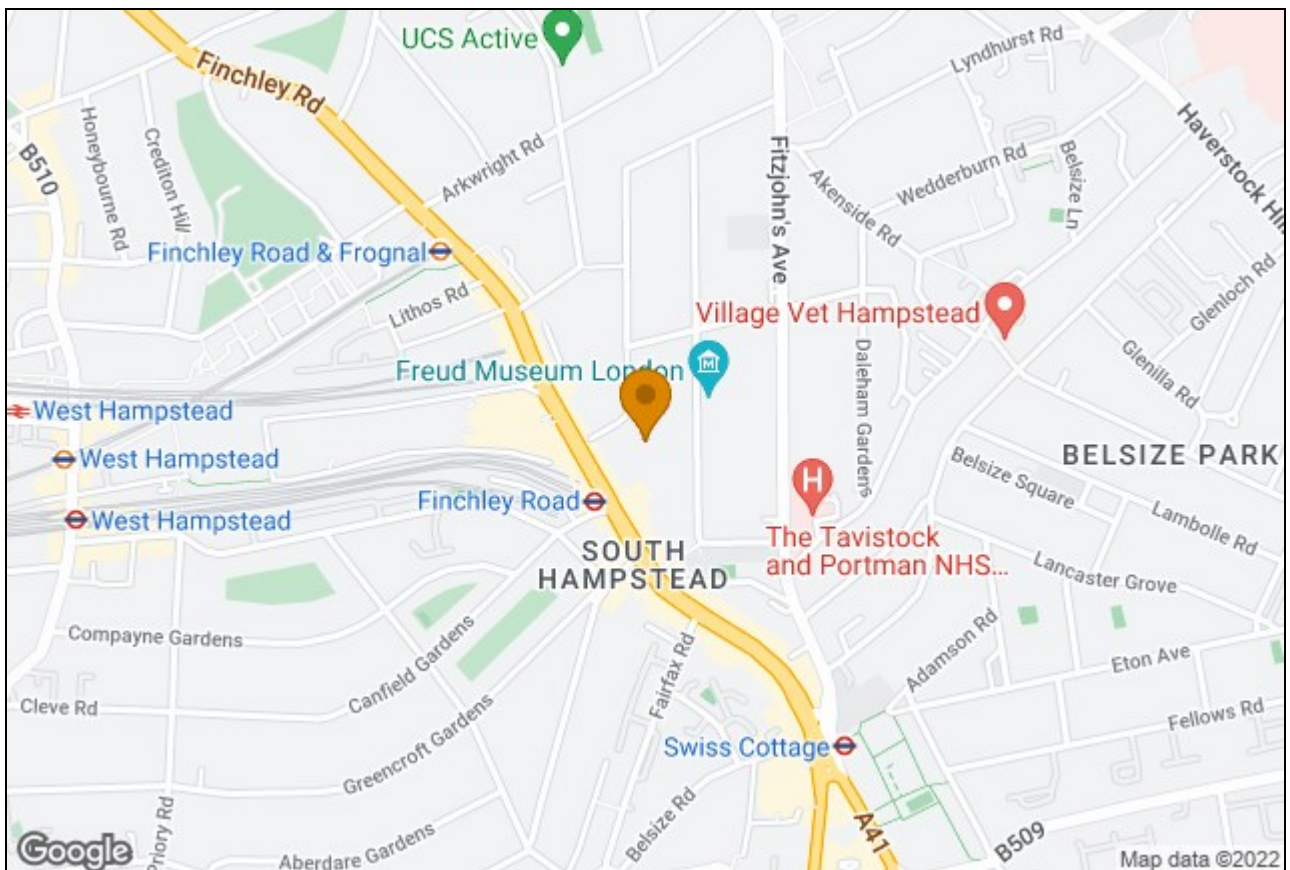 UCS Active
Lyndhurst Rd
Finchley Rd
Honeybourne Rd
Crediton Hill
B510
Arkwright Rd
Fitzjohn's Ave
Haverstock Hil
Belsize Ln
Wedderburn Rd
Akenside Rd
Finchley Road & Frognal
Lithos Rd
Village Vet Hampstead
Glenloch Rd
Glenilla Rd
Freud Museum London
Daleham Gardens
West Hampstead
West Hampstead
West Hampstead
BELSIZE PARK
Belsize Square
Lambolle Rd
Finchley Road
H
SOUTH
HAMPSTEAD
The Tavistock
and Portman NHS...
Lancaster Grove
Compayne Gardens
Canfield Gardens
Fairfax Rd
Adamson Rd
Eton Ave
Cleve Rd
Greencroft Gardens
Fellows Rd
Swiss Cottage
Priory Rd
Belsize Rd
A41
B509
Aberdare Gardens
Google
Map data ©2022